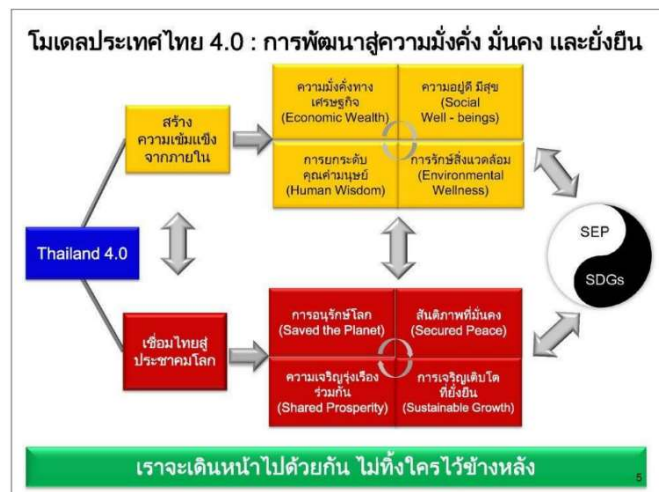 โมเดลประเทศไทย 4.0 : การพัฒนาสู่ความมั่งคั่ง มั่นคง และยั่งยืน
สร้าง
ความเข้มแข็ง
จากภายใน
ความมั่งคั่งทาง
เศรษฐกิจ
(Economic Wealth)
ความอยู่ดี มีสุข
(Social
Well - beings)
การยกระดับ
คุณค่ามนุษย์
(Human Wisdom)
การรักษ์สิ่งแวดล้อม
(Environmental
Wellness)
Thailand 4.0
SEP
SDGs
เชื่อมไทยสู่
ประชาคมโลก
การอนุรักษ์โลก
(Saved the Planet)
สันติภาพที่มั่นคง
(Secured Peace)
ความเจริญรุ่งเรือง
ร่วมกัน
(Shared Prosperity)
การเจริญเติบโต
ที่ยั่งยืน
(Sustainable Growth)
เราจะเดินหน้าไปด้วยกัน ไม่ทิ้งใครไว้ข้างหลัง
5